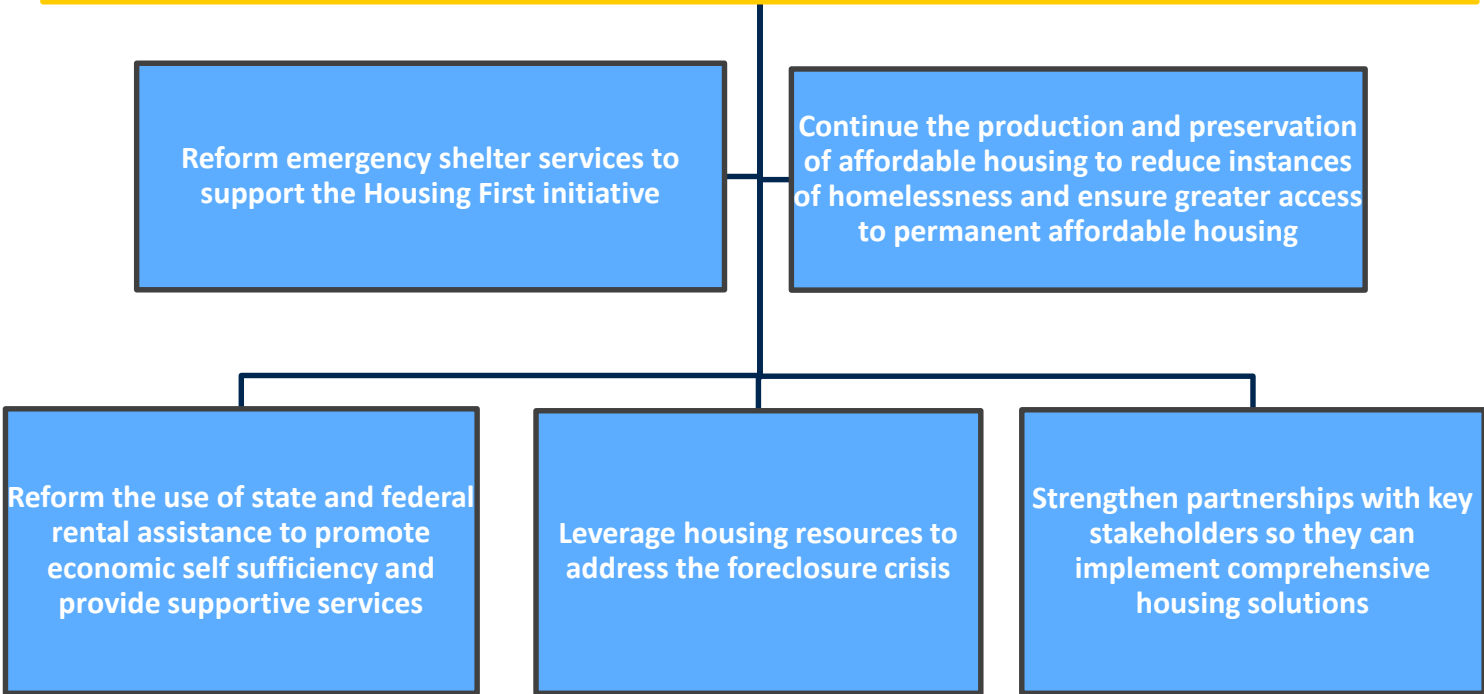 Reform emergency shelter services to
support the Housing First initiative
Continue the production and preservation
of affordable housing to reduce instances
of homelessness and ensure greater access
to permanent affordable housing
Reform the use of state and federal
rental assistance to promote
economic self sufficiency and
provide supportive services
Leverage housing resources to
address the foreclosure crisis
Strengthen partnerships with key
stakeholders so they can
implement comprehensive
housing solutions